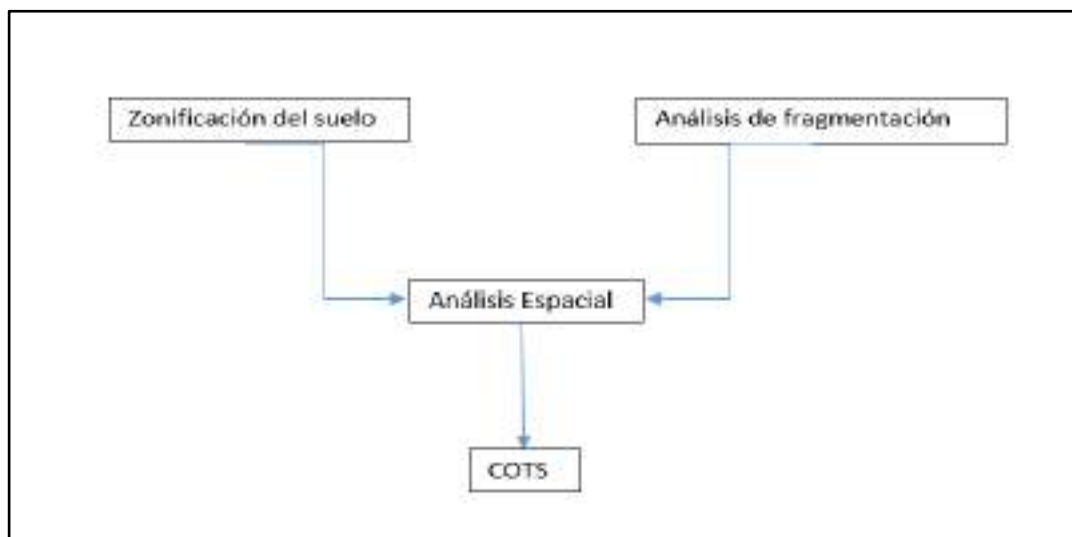 Zonificación del suelo
Análisis de fragmentación
Análisis Espacial
COTS